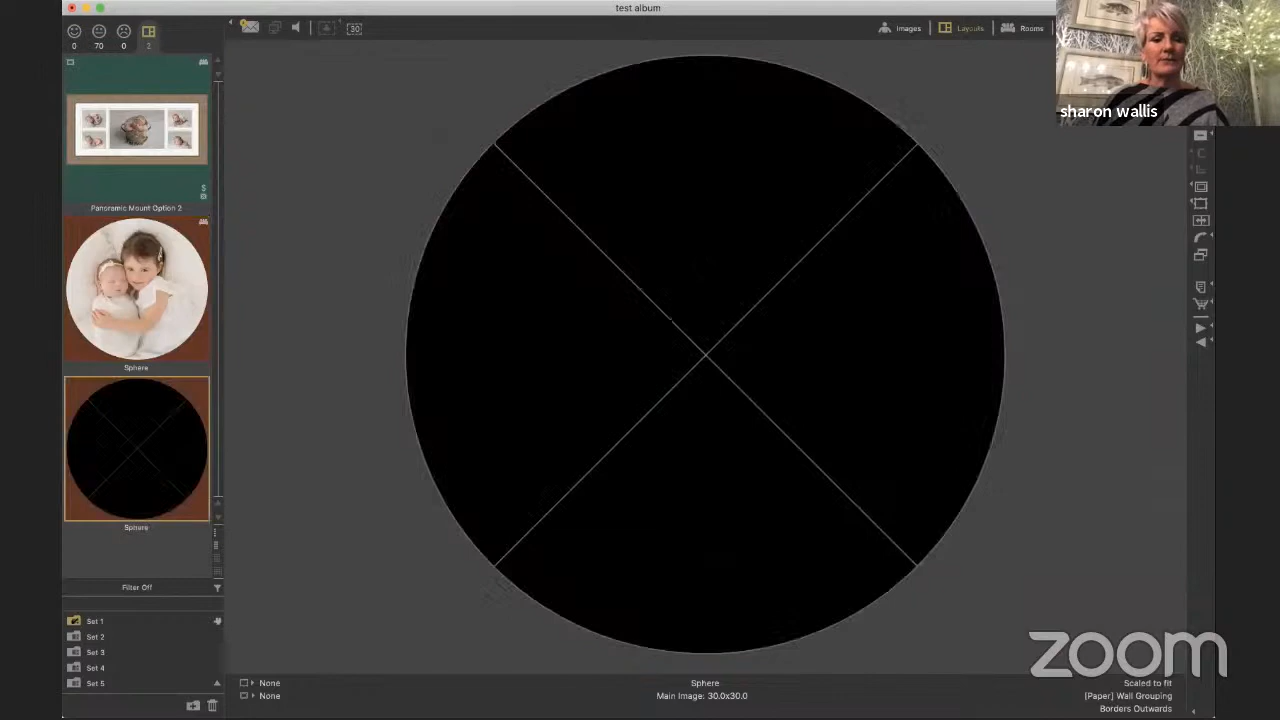 test album
0
70
0
2
30
Images
Layouts
Rooms
sharon wallis
$
Panoramic Mount Option 2
Sphere
Sphere
Filter Off
Set 1
Set 2
Set 3
Set 4
Set 5
None
None
Sphere
Main Image: 30.0x30.0
Scaled to fit
[Paper] Wall Grouping
Borders Outwards
zoom